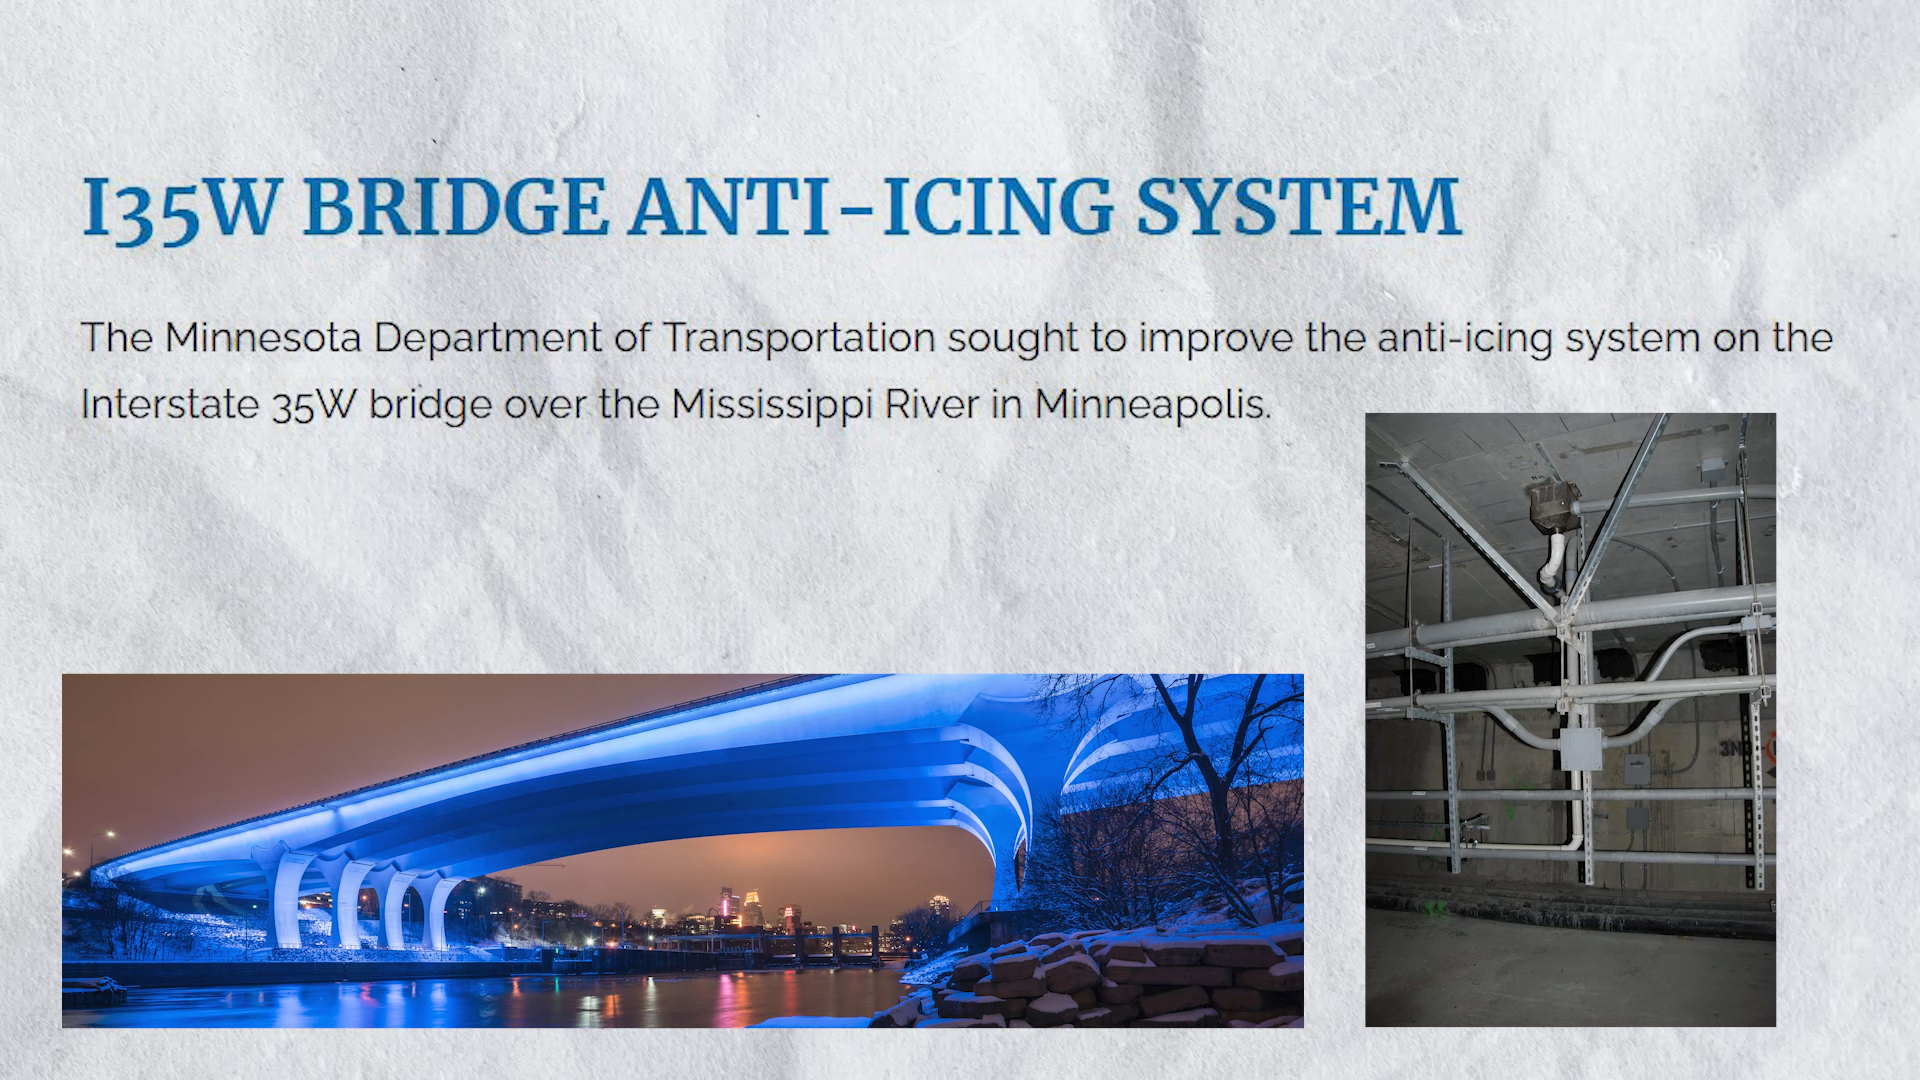 I35W BRIDGE ANTI-ICING SYSTEM
The Minnesota Department of Transportation sought to improve the anti-icing system on the
Interstate 35W bridge over the Mississippi River in Minneapolis.